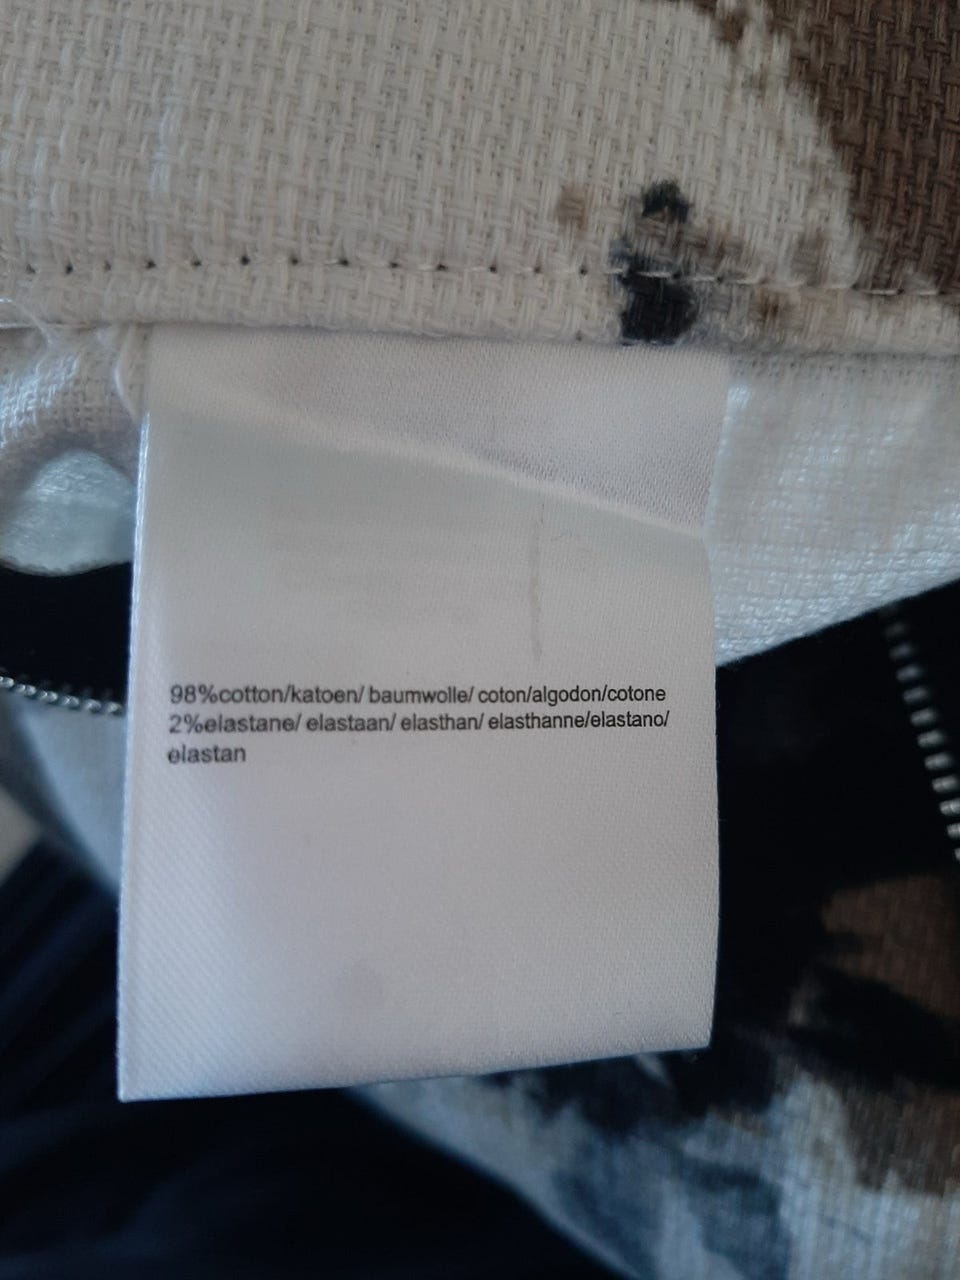 98%cotton/katoen/ baumwolle/ coton/algodon/cotone
2%elastane/ elastaan/ elasthan/ elasthanne/elastano/
elastan